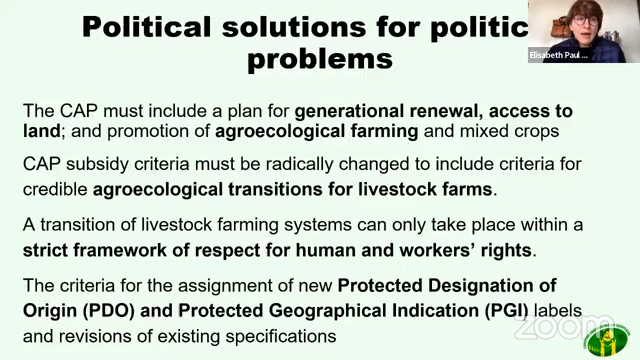 Political solutions for politic
problems
Elisabeth Paul ...
The CAP must include a plan for generational renewal, access to
land; and promotion of agroecological farming and mixed crops
CAP subsidy criteria must be radically changed to include criteria for
credible agroecological transitions for livestock farms.
A transition of livestock farming systems can only take place within a
strict framework of respect for human and workers' rights.
The criteria for the assignment of new Protected Designation of
Origin (PDO) and Protected Geographical Indication (PGI) labels
and revisions of existing specifications
zoom